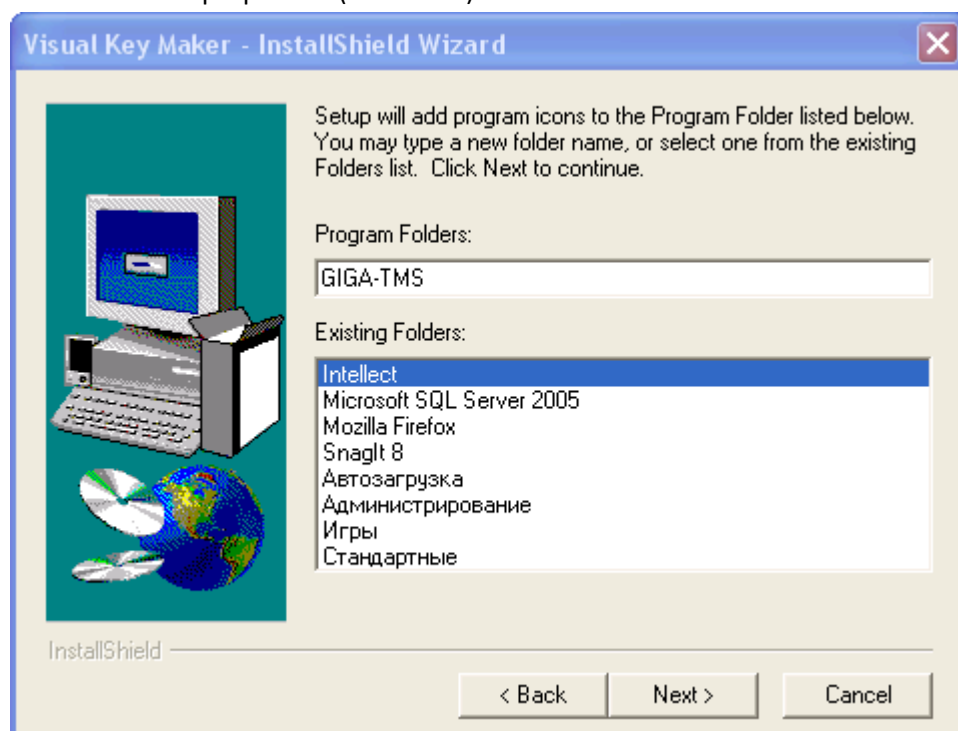 Visual Key Maker - InstallShield Wizard
Setup will add program icons to the Program Folder listed below.
You may type a new folder name, or select one from the existing
Folders list.  Click Next to continue.
Program Folders:
GIGA-TMS
Existing Folders:
Intellect
Microsoft SQL Server 2005
Mozilla Firefox
SnagIt 8
Автозагрузка
Администрирование
Игры
Стандартные
InstallShield
< Back
Next >
Cancel